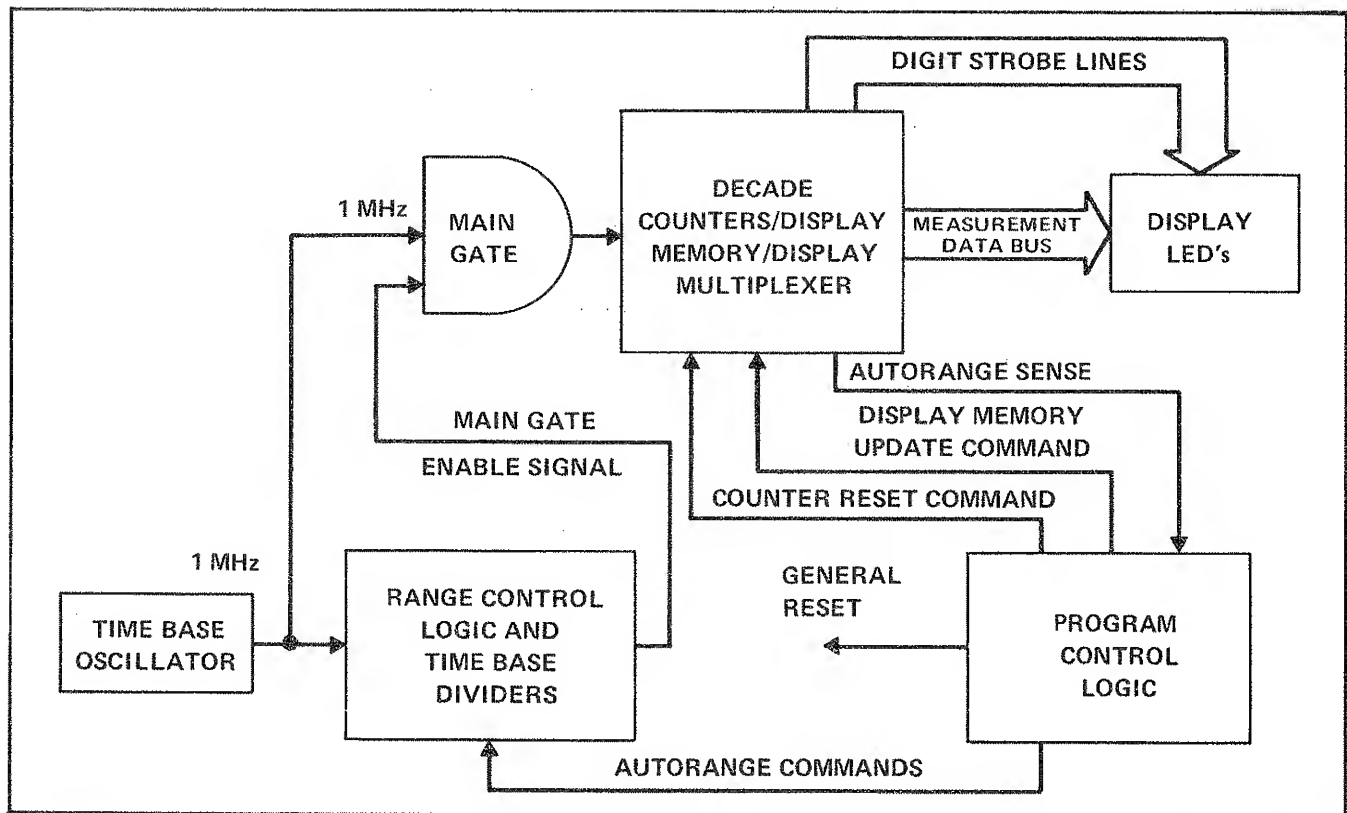 DIGIT STROBE LINES
1 MHz
MAIN
GATE
DECADE
COUNTERS/DISPLAY
MEMORY/DISPLAY
MULTIPLEXER
MEASUREMENT
DATA BUS
DISPLAY
LED's
AUTORANGE SENSE
DISPLAY MEMORY
UPDATE COMMAND
MAIN GATE
ENABLE SIGNAL
COUNTER RESET COMMAND
1 MHz
TIME BASE
OSCILLATOR
RANGE CONTROL
LOGIC AND
TIME BASE
DIVIDERS
GENERAL
RESET
PROGRAM
CONTROL
LOGIC
AUTORANGE COMMANDS